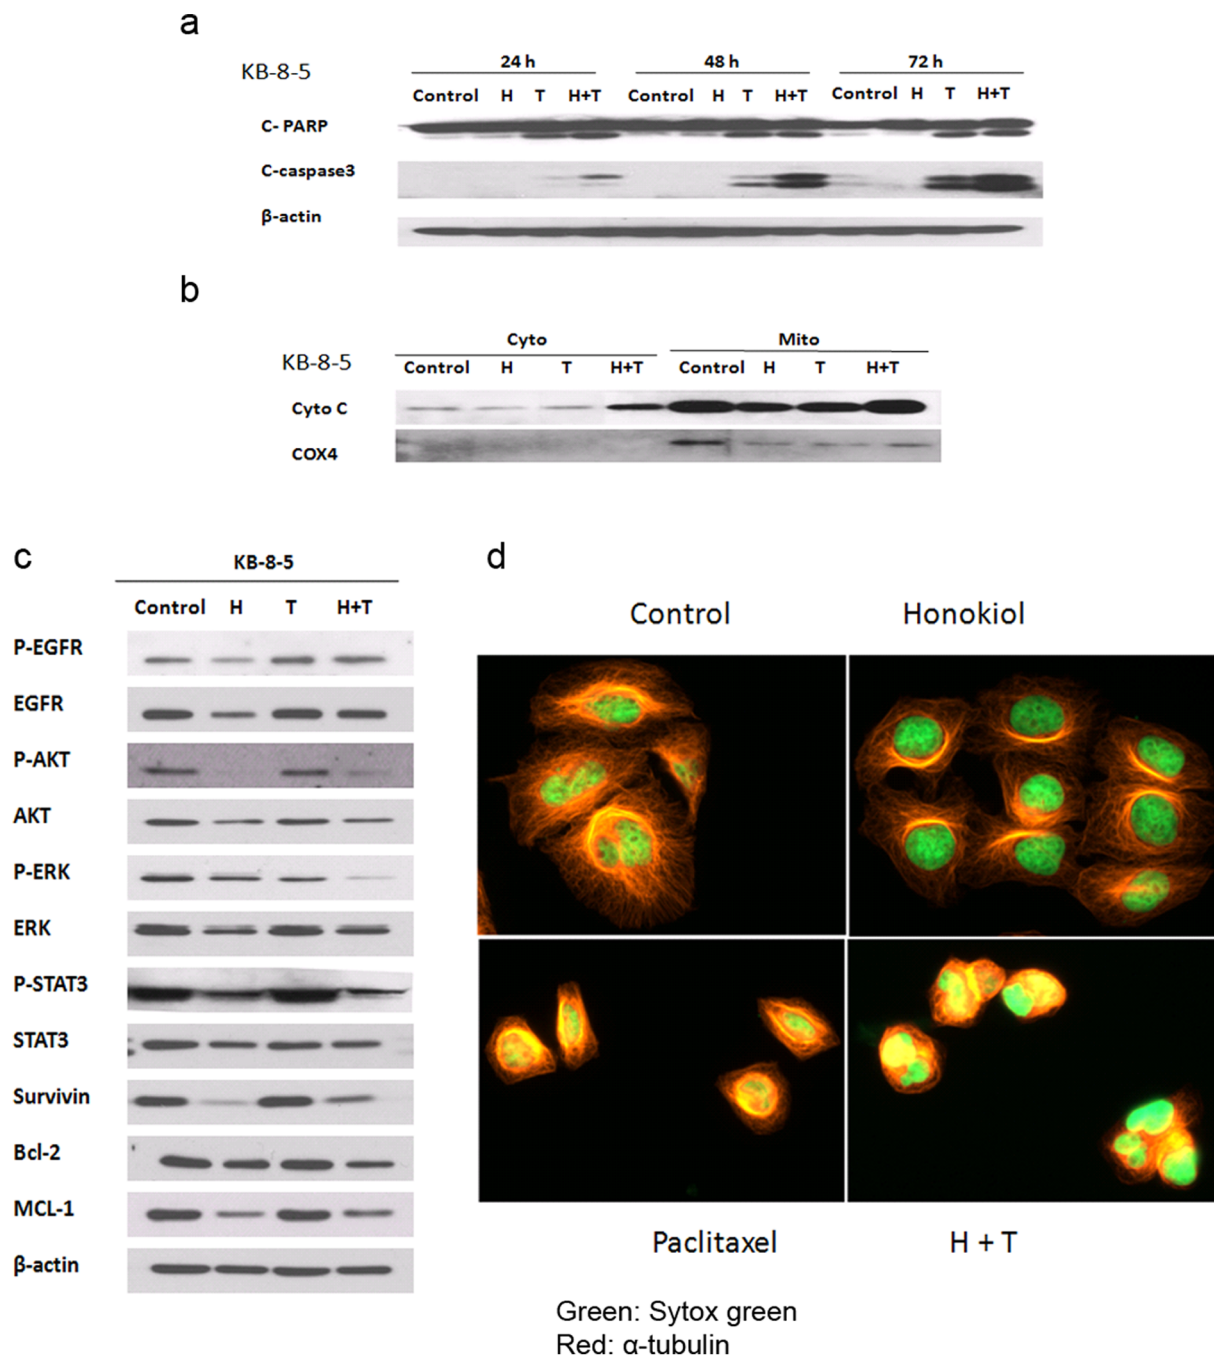 a
KB-8-5
24 h 48 h 72 h
Control H T H+T Control H T H+T Control H T H+T
C- PARP
C-caspase3
β-actin
b
KB-8-5
Cyto Mito
Control H T H+T Control H T H+T
Cyto C
COX4
c
KB-8-5
Control H T H+T
P-EGFR
EGFR
P-AKT
AKT
P-ERK
ERK
P-STAT3
STAT3
Survivin
Bcl-2
MCL-1
β-actin
d
Control Honokiol
Paclitaxel H + T
Green: Sytox green
Red: α-tubulin